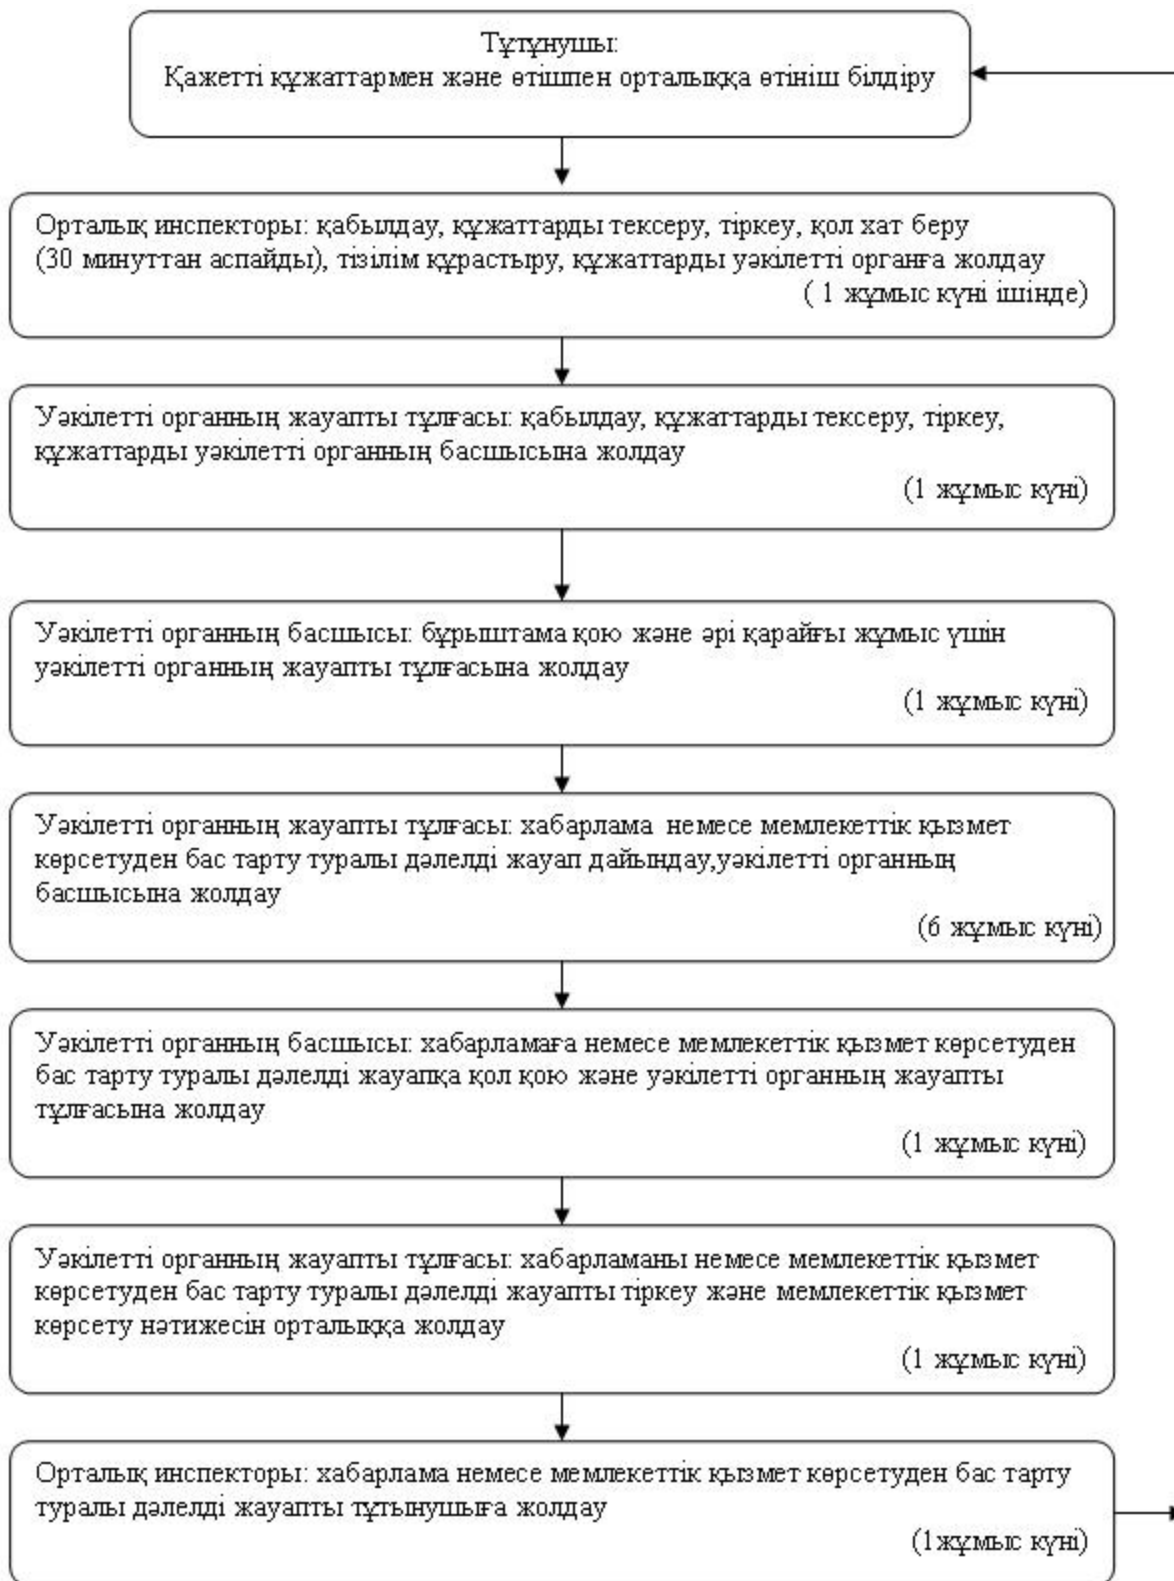 Тұтұнушы:
Қажетті құжаттармен және өтішпен орталыққа өтініш білдіру
Орталық инспекторы: қабылдау, құжаттарды тексеру, тіркеу, қол хат беру
(30 минуттан аспайды), тізілім құрастыру, құжаттарды уәкілетті органға жолдау
( 1 жұмыс күні ішінде)
Уәкілетті органның жауапты тұлғасы: қабылдау, құжаттарды тексеру, тіркеу,
құжаттарды уәкілетті органның басшысына жолдау
(1 жұмыс күні)
Уәкілетті органның басшысы: бұрыштама қою және әрі қарайғы жұмыс үшін
уәкілетті органның жауапты тұлғасына жолдау
(1 жұмыс күні)
Уәкілетті органның жауапты тұлғасы: хабарлама немесе мемлекеттік қызмет
көрсетуден бас тарту туралы дәлелді жауап дайындау,уәкілетті органның
басшысына жолдау
(6 жұмыс күні)
Уәкілетті органның басшысы: хабарламаға немесе мемлекеттік қызмет көрсетуден
бас тарту туралы дәлелді жауапқа қол қою және уәкілетті органның жауапты
тұлғасына жолдау
(1 жұмыс күні)
Уәкілетті органның жауапты тұлғасы: хабарламаны немесе мемлекеттік қызмет
көрсетуден бас тарту туралы дәлелді жауапты тіркеу және мемлекеттік қызмет
көрсету нәтижесін орталыққа жолдау
(1 жұмыс күні)
Орталық инспекторы: хабарлама немесе мемлекеттік қызмет көрсетуден бас тарту
туралы дәлелді жауапты тұтынушыға жолдау
(1жұмыс күні)